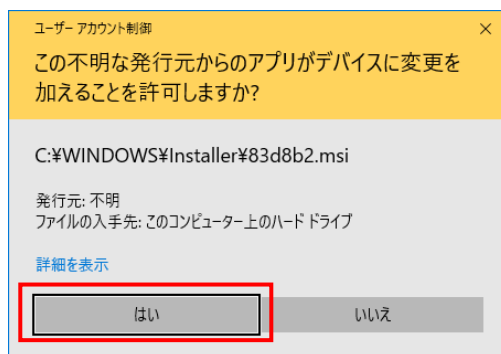 ユーザー アカウント制御
この不明な発行元からのアプリがデバイスに変更を
加えることを許可しますか?
C:¥WINDOWS¥Installer¥83d8b2.msi
発行元: 不明
ファイルの入手先: このコンピューター上のハード ドライブ
詳細を表示
はい
いいえ